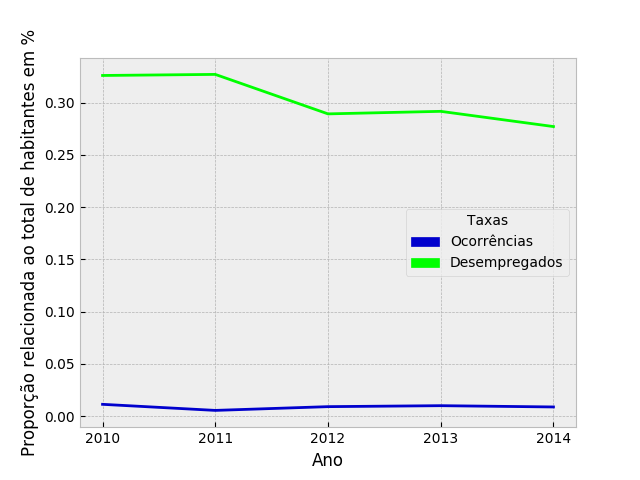 Proporção relacionada ao total de habitantes em %
0.30
0.25
0.20
0.15
0.10
0.05
0.00
Taxas
Ocorrências
Desempregados
2010 2011 2012 2013 2014
Ano